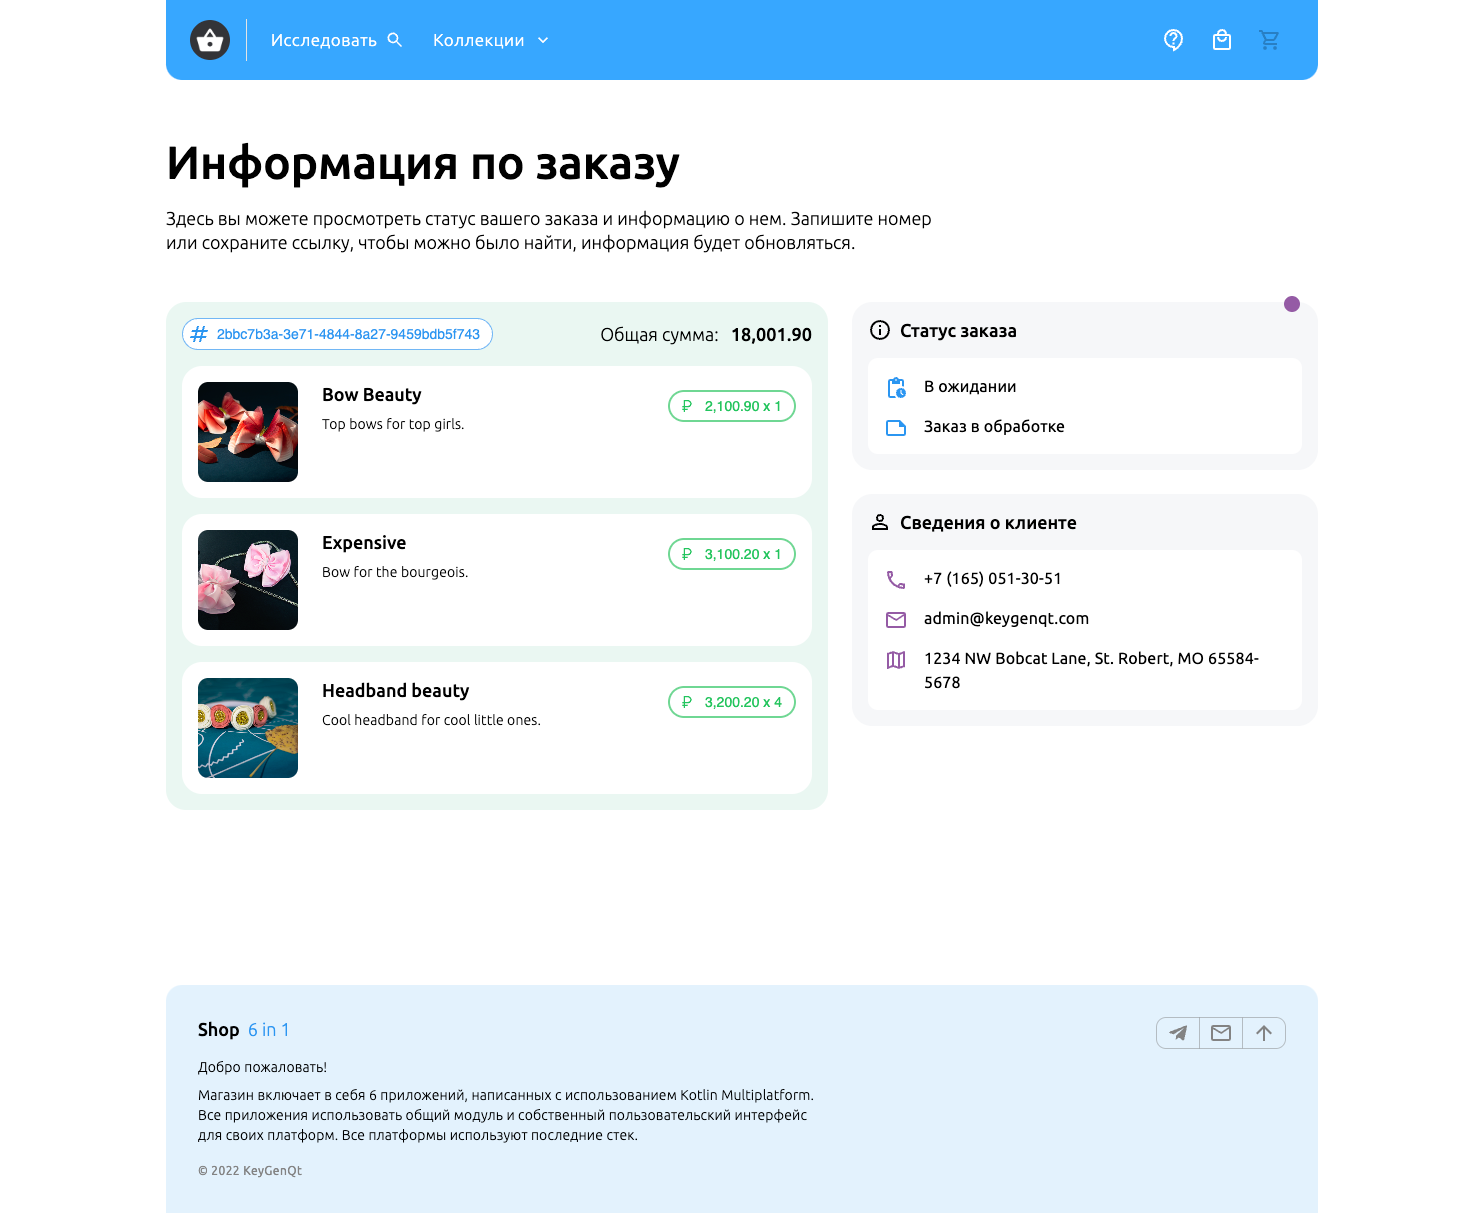 Исследовать
Коллекции
Информация по заказу
Здесь вы можете просмотреть статус вашего заказа и информацию о нем. Запишите номер
или сохраните ссылку, чтобы можно было найти, информация будет обновляться.
# 2bbc7b3a-3e71-4844-8a27-9459bdb5f743
Общая сумма: 18,001.90
Bow Beauty
Top bows for top girls.
₽ 2,100.90 x 1
Expensive
Bow for the bourgeois.
₽ 3,100.20 x 1
Headband beauty
Cool headband for cool little ones.
₽ 3,200.20 x 4
Статус заказа
В ожидании
Заказ в обработке
Сведения о клиенте
+7 (165) 051-30-51
admin@keygenqt.com
1234 NW Bobcat Lane, St. Robert, MO 65584-
5678
Shop 6 in 1
Добро пожаловать!
Магазин включает в себя 6 приложений, написанных с использованием Kotlin Multiplatform.
Все приложения использовать общий модуль и собственный пользовательский интерфейс
для своих платформ. Все платформы используют последние стек.
© 2022 KeyGenQt